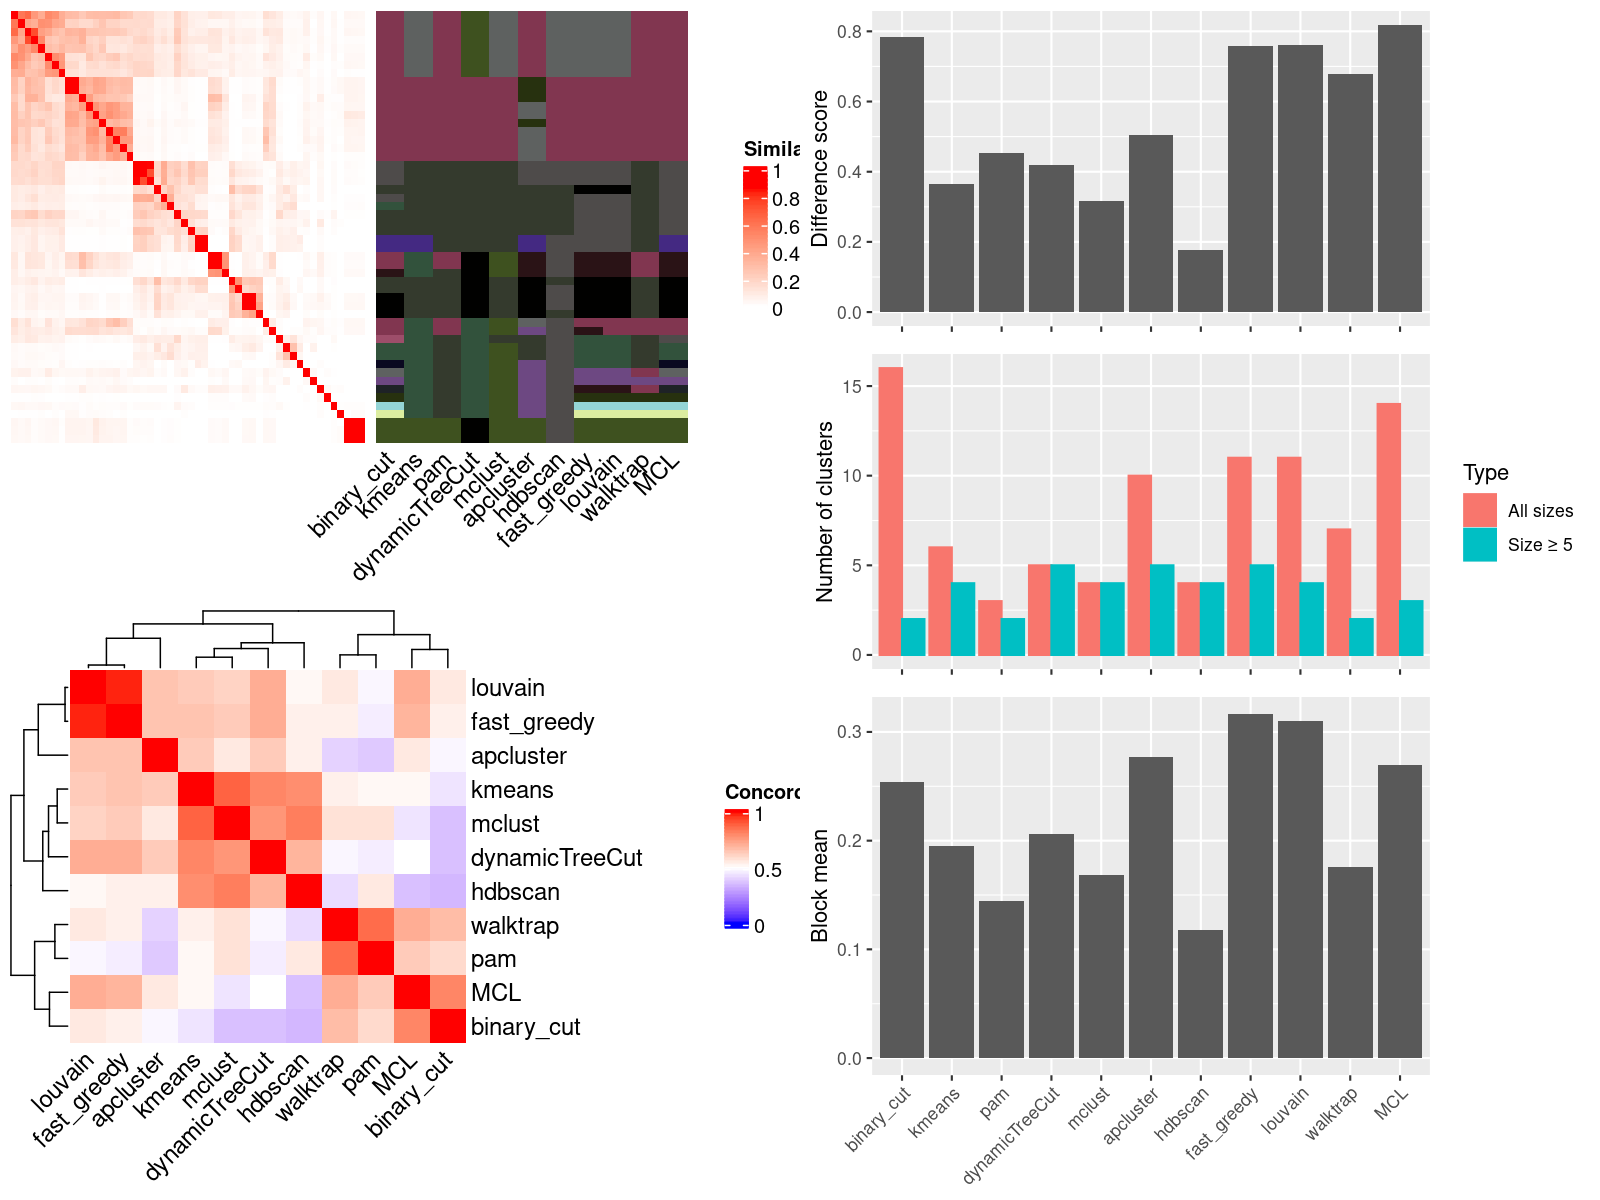 Simila
1
0.8
0.6
0.4
0.2
0
binary_cut
kmeans
pam
dynamicTreeCut
mclust
apcluster
hdbscan
fast_greedy
louvain
walktrap
MCL
Difference score
0.8
0.6
0.4
0.2
0.0
Number of clusters
15
10
5
0
Type
All sizes
Size ≥ 5
louvain
fast_greedy
apcluster
kmeans
mclust
dynamicTreeCut
hdbscan
walktrap
pam
MCL
binary_cut
louvain
fast_greedy
apcluster
kmeans
mclust
dynamicTreeCut
hdbscan
walktrap
pam
MCL
binary_cut
Concord
1
0.5
0
Block mean
0.3
0.2
0.1
0.0
binary_cut
kmeans
pam
dynamicTreeCut
mclust
apcluster
hdbscan
fast_greedy
louvain
walktrap
MCL